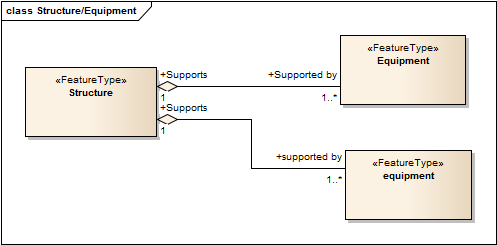 class Structure/Equipment
«FeatureType»
Structure
+Supports
1
+Supported by
1..*
«FeatureType»
Equipment
+Supports
1
+supported by
1..*
«FeatureType»
equipment